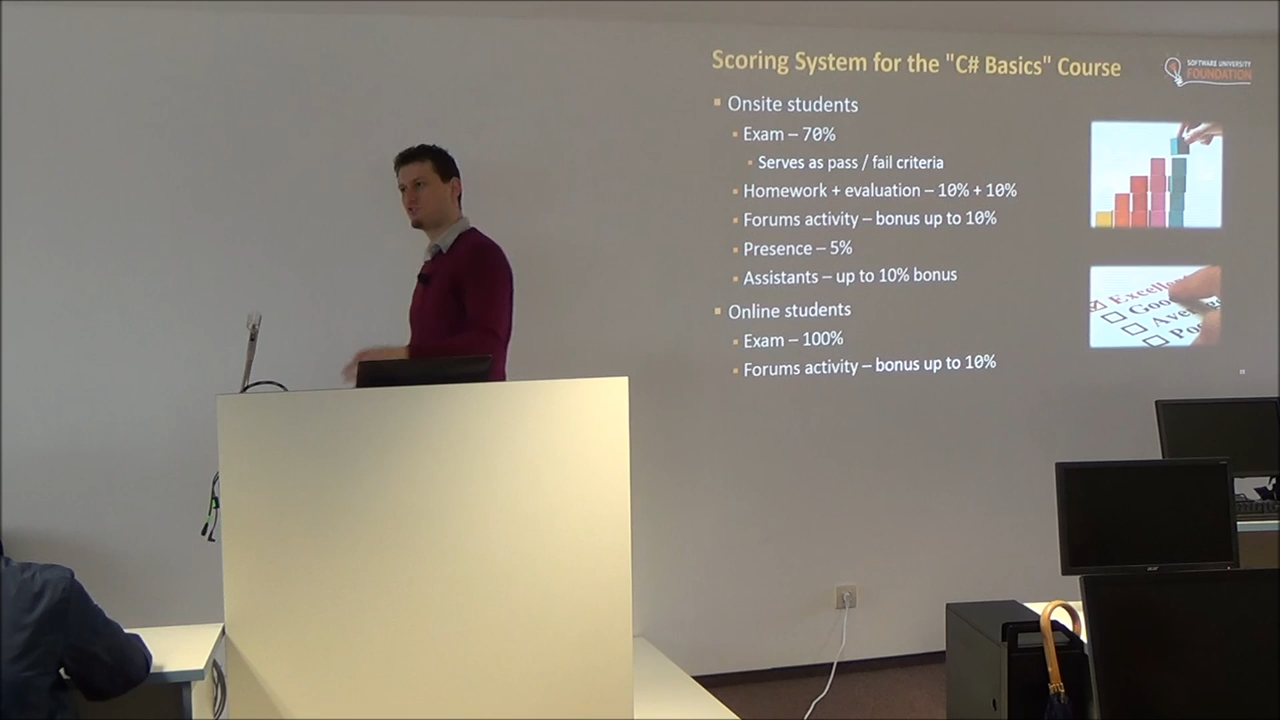 Scoring System for the "C# Basics" Course
SOFTWARE UNIVERSITY
FOUNDATION
Onsite students
Exam – 70%
Serves as pass / fail criteria
Homework + evaluation – 10% + 10%
Forums activity – bonus up to 10%
Presence – 5%
Assistants – up to 10% bonus
Online students
Exam – 100%
Forums activity – bonus up to 10%